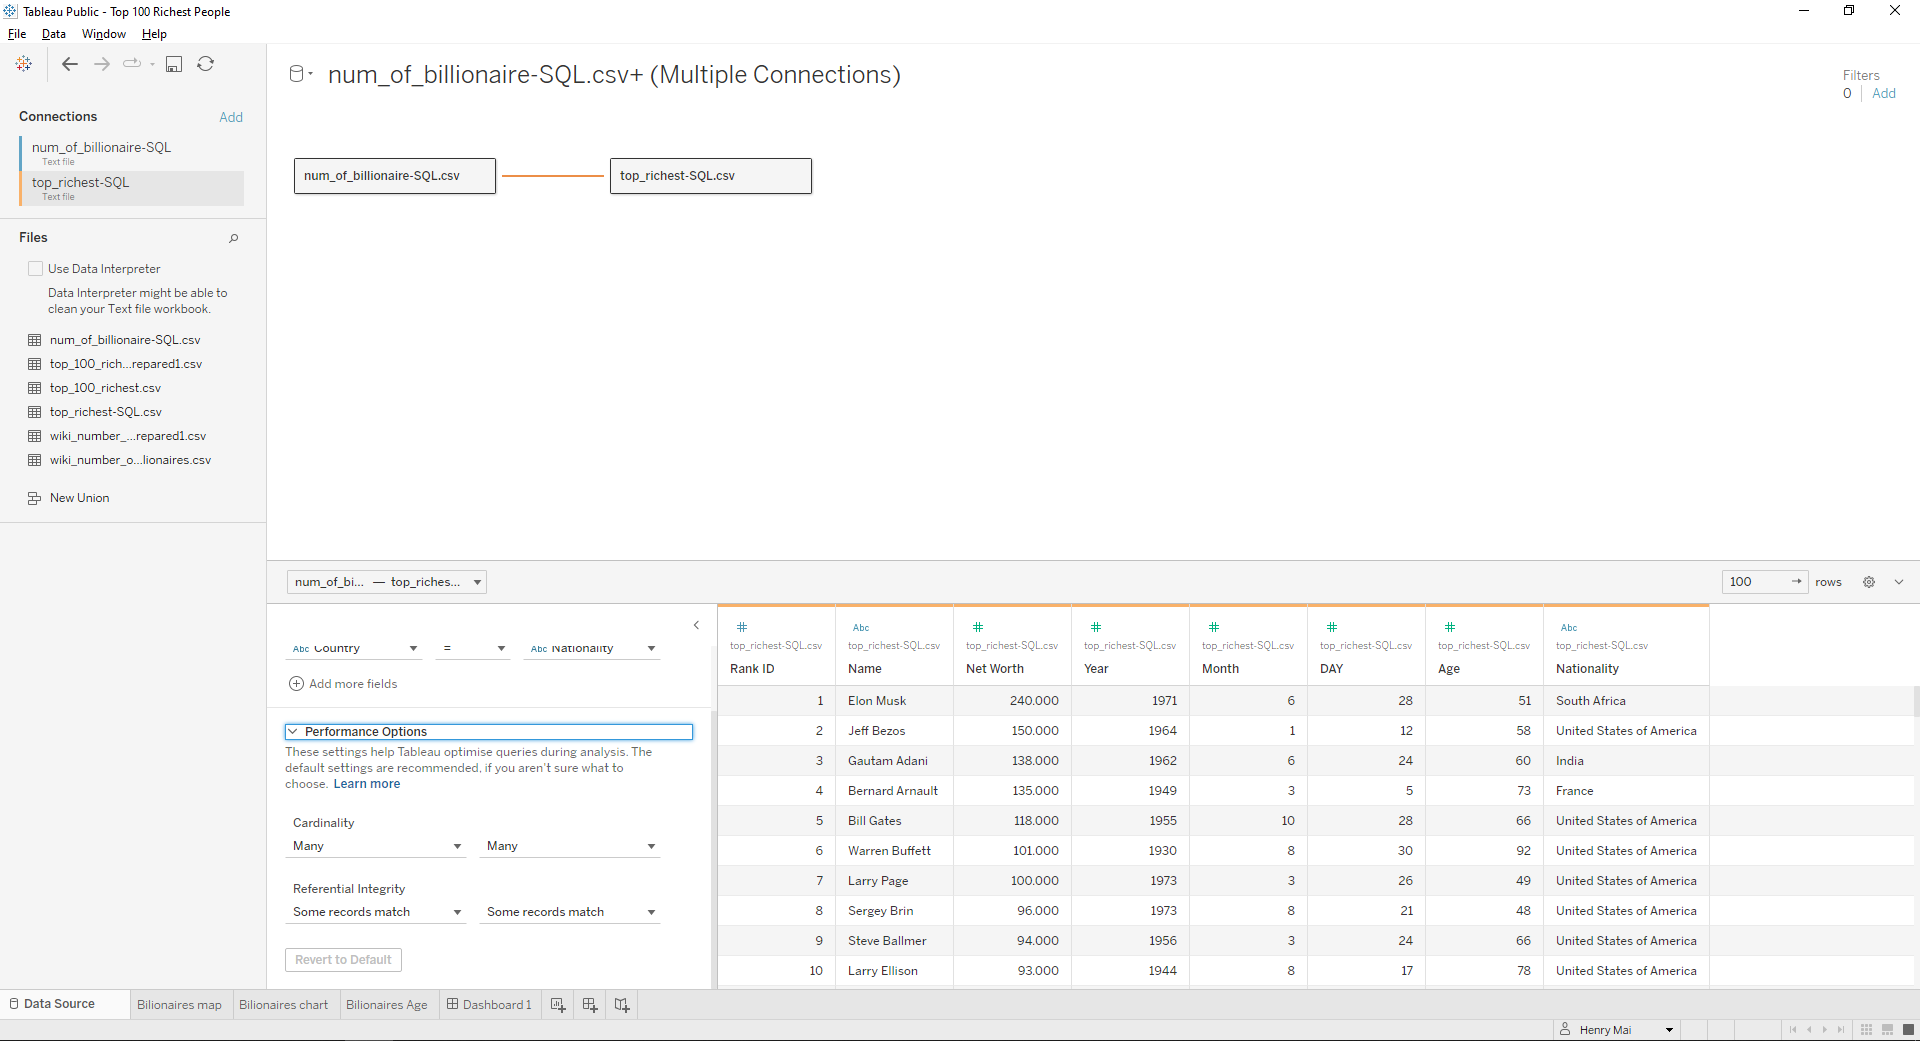 Tableau Public - Top 100 Richest People
File Data Window Help
num_of_billionaire-SQL.csv+ (Multiple Connections)
Filters
0 Add
Connections Add
num_of_billionaire-SQL
Text file
top_richest-SQL
Text file
num_of_billionaire-SQL.csv top_richest-SQL.csv
Files
Use Data Interpreter
Data Interpreter might be able to
clean your Text file workbook.
num_of_billionaire-SQL.csv
top_100_rich...repared1.csv
top_100_richest.csv
top_richest-SQL.csv
wiki_number_...repared1.csv
wiki_number_o...lionaires.csv
New Union
num_of_bi... — top_riches... 100 rows
Abc Country = Abc Nationality
Add more fields
Performance Options
These settings help Tableau optimise queries during analysis. The
default settings are recommended, if you aren't sure what to
choose. Learn more
Cardinality
Many Many
Referential Integrity
Some records match Some records match
Revert to Default
# Abc # # # # # Abc
top_richest-SQL.csv top_richest-SQL.csv top_richest-SQL.csv top_richest-SQL.csv top_richest-SQL.csv top_richest-SQL.csv top_richest-SQL.csv top_richest-SQL.csv
Rank ID Name Net Worth Year Month DAY Age Nationality
1 Elon Musk 240.000 1971 6 28 51 South Africa
2 Jeff Bezos 150.000 1964 1 12 58 United States of America
3 Gautam Adani 138.000 1962 6 24 60 India
4 Bernard Arnault 135.000 1949 3 5 73 France
5 Bill Gates 118.000 1955 10 28 66 United States of America
6 Warren Buffett 101.000 1930 8 30 92 United States of America
7 Larry Page 100.000 1973 3 26 49 United States of America
8 Sergey Brin 96.000 1973 8 21 48 United States of America
9 Steve Ballmer 94.000 1956 3 24 66 United States of America
10 Larry Ellison 93.000 1944 8 17 78 United States of America
Data Source Bilionaires map Bilionaires chart Bilionaires Age Dashboard 1
Henry Mai